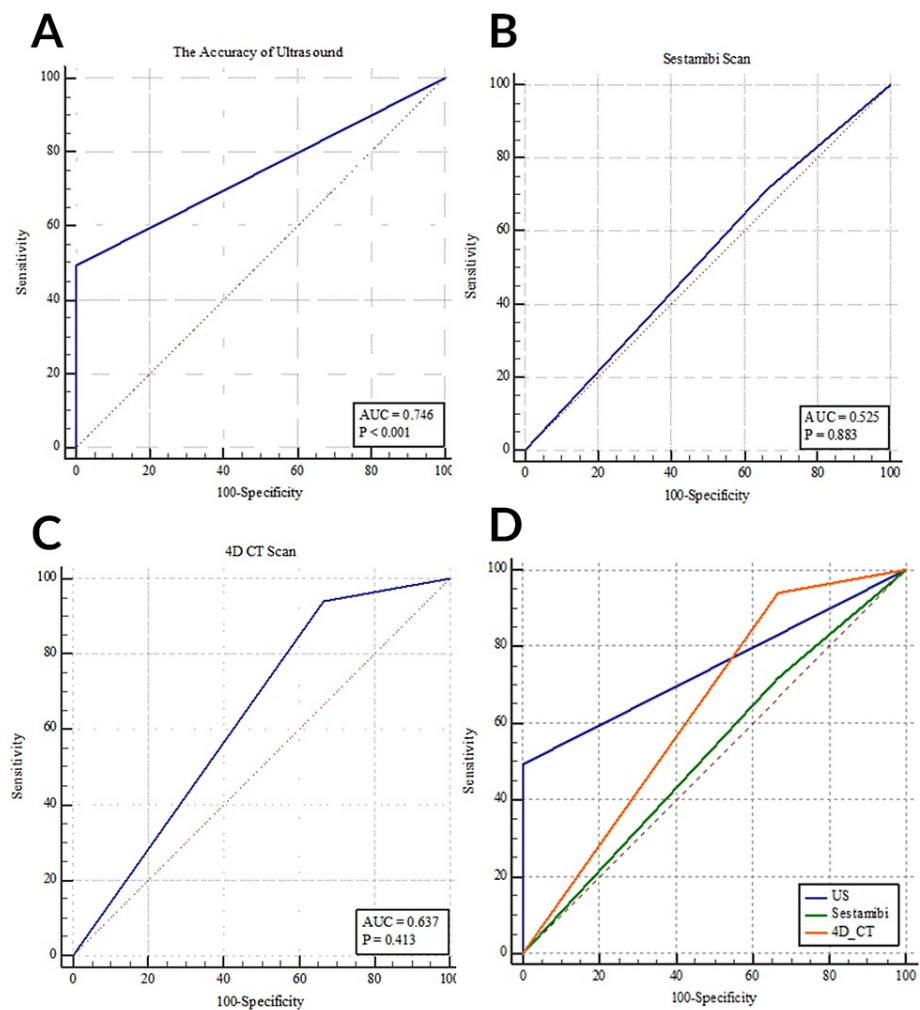 A
The Accuracy of Ultrasound
100
80
60
40
20
0
Sensitivity
AUC = 0.746
P < 0.001
0 20 40 60 80 100
100-Specificity
B
Sestamibi Scan
100
80
60
40
20
0
Sensitivity
AUC = 0.525
P = 0.883
0 20 40 60 80 100
100-Specificity
C
4D CT Scan
100
80
60
40
20
0
Sensitivity
AUC = 0.637
P = 0.413
0 20 40 60 80 100
100-Specificity
D
100
80
60
40
20
0
Sensitivity
US
Sestamibi
4D_CT
0 20 40 60 80 100
100-Specificity